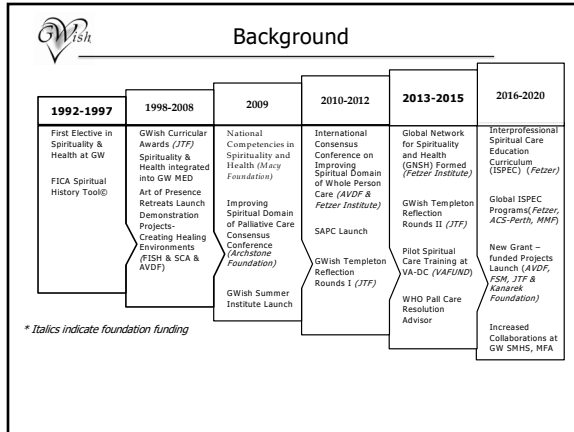 GWish
Background
1992-1997
First Elective in
Spirituality &
Health at GW
FICA Spiritual
History Tool©
1998-2008
GWish Curricular
Awards (JTF)
Spirituality &
Health integrated
into GW MED
Art of Presence
Retreats Launch
Demonstration
Projects-
Creating Healing
Environments
(FISH & SCA &
AVDF)
2009
National
Competencies in
Spirituality and
Health (Macy
Foundation)
Improving
Spiritual Domain
of Palliative Care
Consensus
Conference
(Archstone
Foundation)
GWish Summer
Institute Launch
2010-2012
International
Consensus
Conference on
Improving
Spiritual Domain of
Whole Person
Care (AVDF &
Fetzer Institute)
SAPC Launch
GWish Templeton
Reflection
Rounds I (JTF)
2013-2015
Global Network
for Spirituality
and Health
(GNSH) Formed
(Fetzer Institute)
GWish Templeton
Reflection
Rounds II (JTF)
Pilot Spiritual
Care Training at
VA-DC (VAFUND)
WHO Pall Care
Resolution
Advisor
2016-2020
Interprofessional
Spiritual Care
Education
Curriculum
(ISPEC) (Fetzer)
Global ISPEC
Programs(Fetzer,
ACS-Perth, MMF)
New Grant –
funded Projects
Launch (AVDF,
FSM, JTF &
Kanarek
Foundation)
Increased
Collaborations at
GW SMHS, MFA
* Italics indicate foundation funding